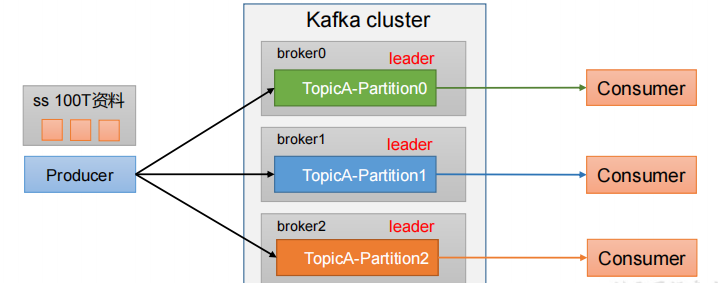 Kafka cluster
broker0
leader
TopicA-Partition0
Consumer
ss 100T资料
broker1
leader
Producer
TopicA-Partition1
Consumer
broker2
leader
TopicA-Partition2
Consumer